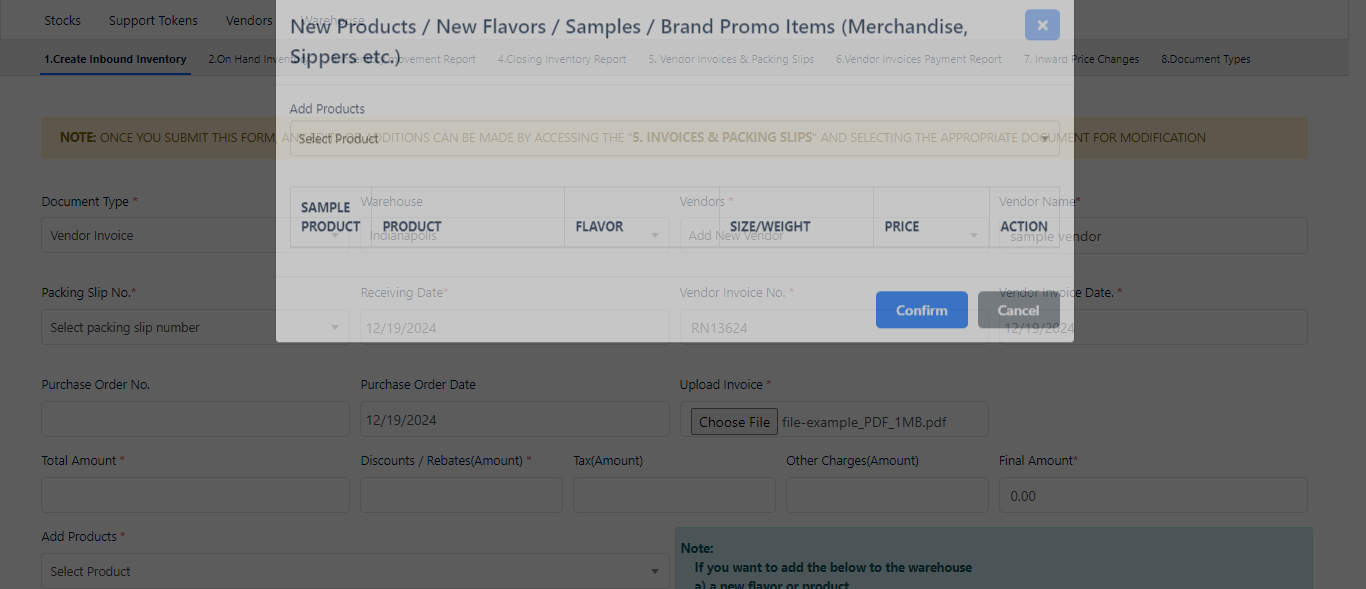 Stocks Support Tokens Vendors Warehouse
New Products / New Flavors / Samples / Brand Promo Items (Merchandise, Sippers etc.)
×
1.Create Inbound Inventory 2.On Hand Inventory Movement Report 4.Closing Inventory Report 5. Vendor Invoices & Packing Slips 6.Vendor Invoices Payment Report 7. Inward Price Changes 8.Document Types
Add Products
Select Product
NOTE: ONCE YOU SUBMIT THIS FORM, ANY EDITS OR ADDITIONS CAN BE MADE BY ACCESSING THE "5. INVOICES & PACKING SLIPS" AND SELECTING THE APPROPRIATE DOCUMENT FOR MODIFICATION
SAMPLE PRODUCT PRODUCT FLAVOR SIZE/WEIGHT PRICE ACTION
Confirm Cancel
Document Type * Warehouse Vendors * Vendor Name*
Vendor Invoice Indianapolis Add New Vendor sample vendor
Packing Slip No.* Receiving Date* Vendor Invoice No. * Vendor Invoice Date. *
Select packing slip number 12/19/2024 RN13624 12/19/2024
Purchase Order No. Purchase Order Date Upload Invoice *
12/19/2024 Choose File file-example_PDF_1MB.pdf
Total Amount * Discounts / Rebates(Amount) * Tax(Amount) Other Charges(Amount) Final Amount*
0.00
Add Products *
Select Product
Note:
If you want to add the below to the warehouse
a) a new flavor or product